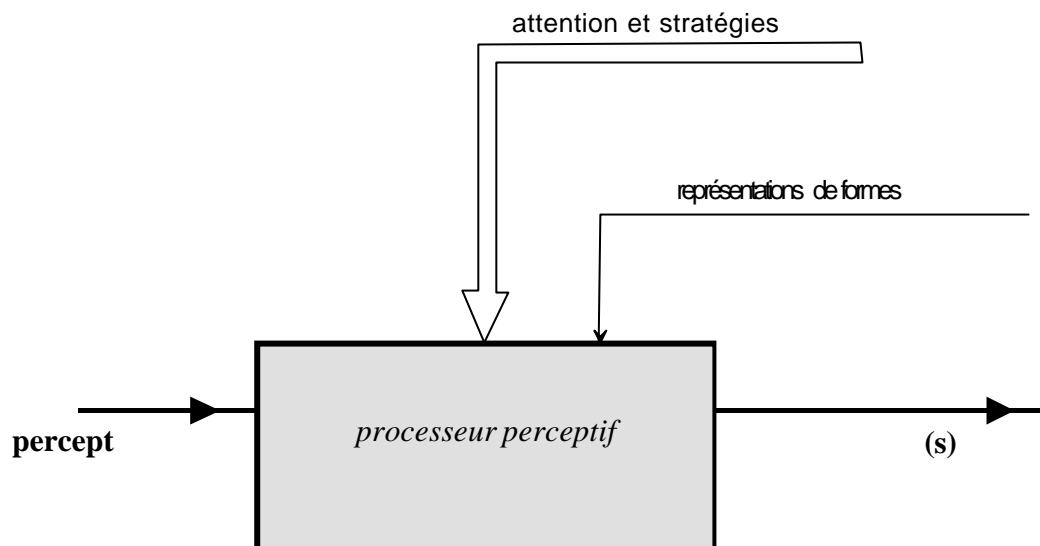 attention et stratégies
représentations de formes
processeur perceptif
percept
(s)